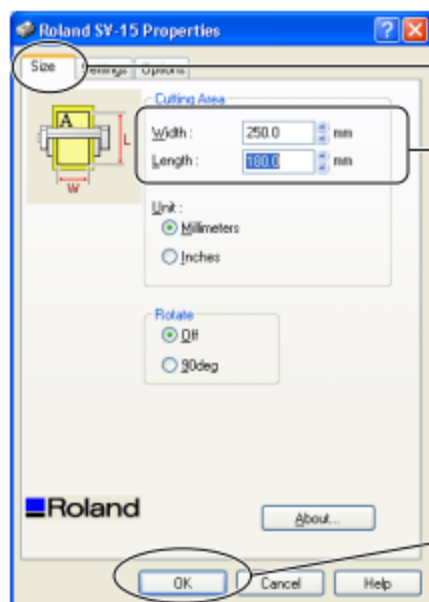 Roland SV-15 Properties
Size Settings Options
Cutting Area
A
L
W
Width : 250.0 mm
Length : 180.0 mm
Unit :
Millimeters
Inches
Rotate
Off
90deg
Roland
About...
OK Cancel Help